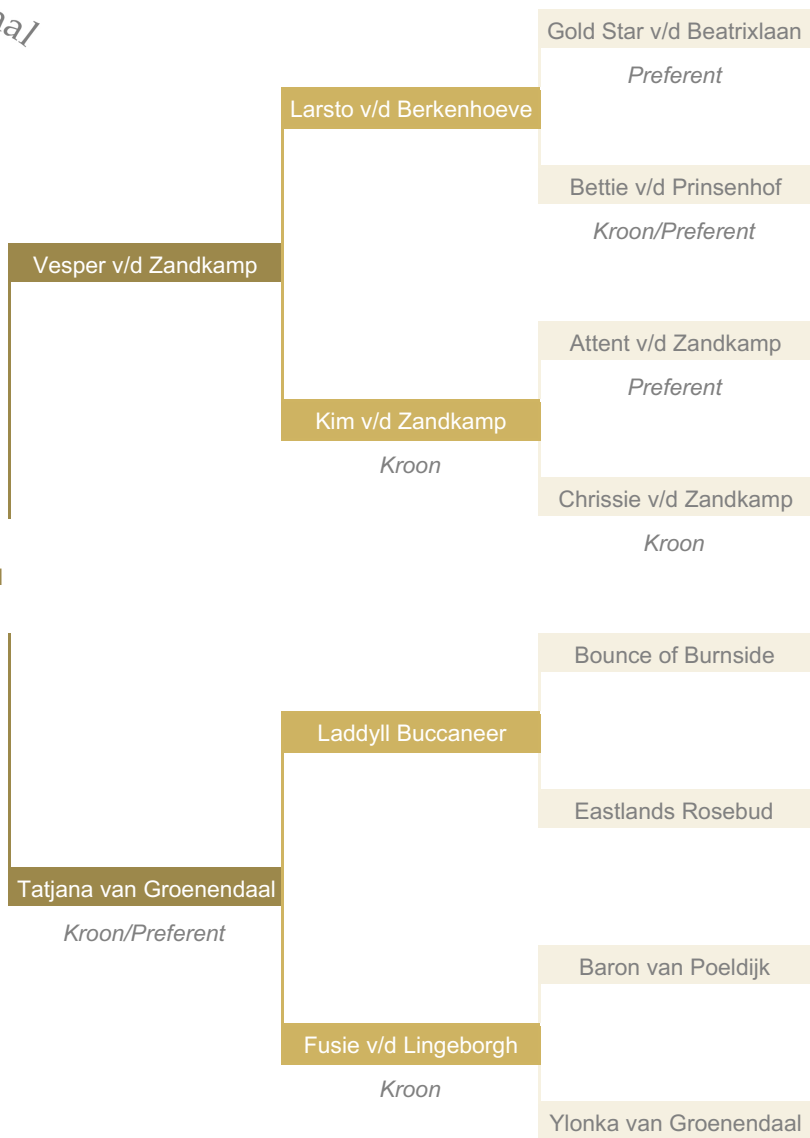 Gold Star v/d Beatrixlaan
Preferent
Larsto v/d Berkenhoeve
Bettie v/d Prinsenhof
Kroon/Preferent
Vesper v/d Zandkamp
Attent v/d Zandkamp
Preferent
Kim v/d Zandkamp
Kroon
Chrissie v/d Zandkamp
Kroon
Bounce of Burnside
Laddyll Buccaneer
Eastlands Rosebud
Tatjana van Groenendaal
Kroon/Preferent
Baron van Poeldijk
Fusie v/d Lingeborgh
Kroon
Ylonka van Groenendaal